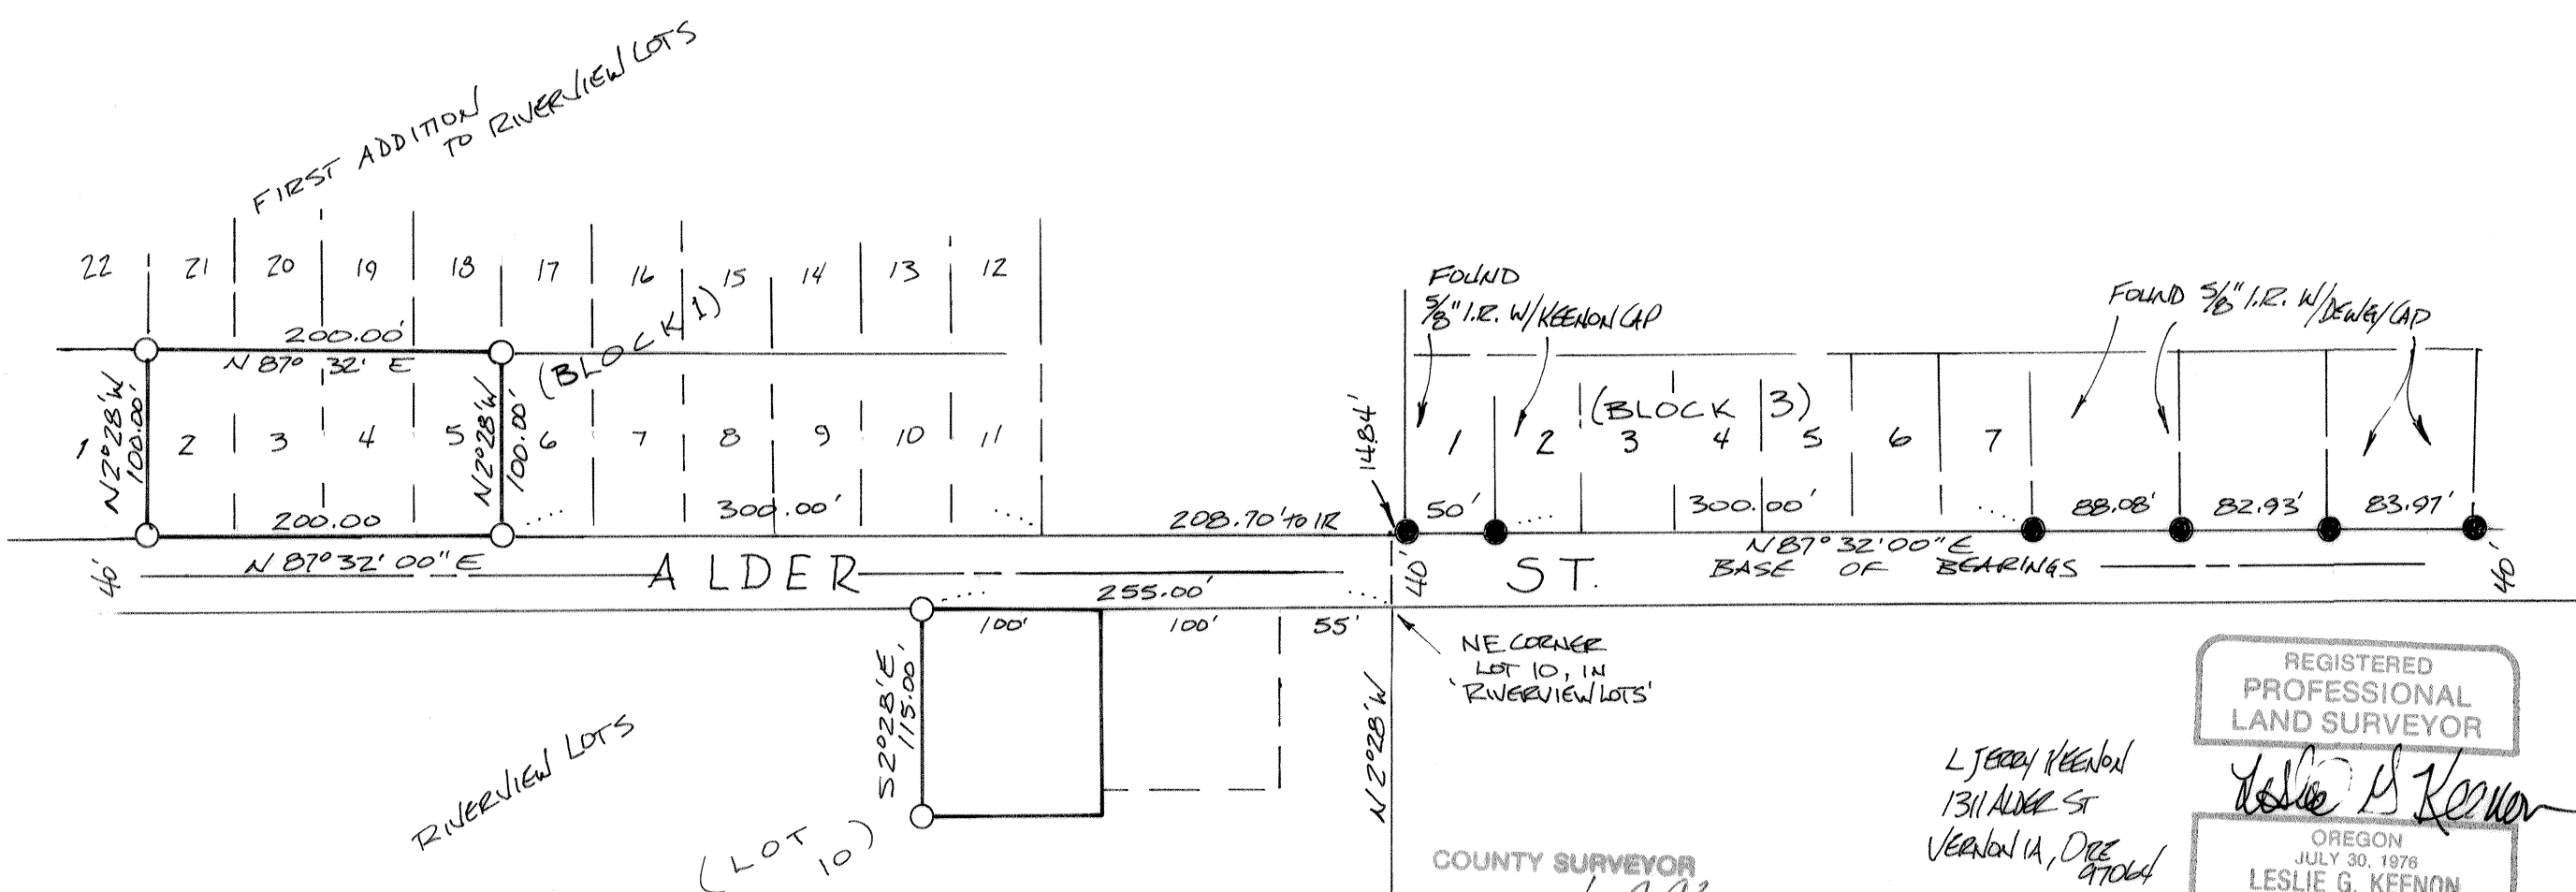 FIRST ADDITION
TO RIVERVIEW LOTS
22 21 20 19 18 17 16 15 14 13 12
(BLOCK 1)
200.00'
N 87° 32' E
N2°28'W
100.00'
N2°28'W
100.00'
1 2 3 4 5 6 7 8 9 10 11
200.00
300.00'
208.70' TO IR
N 87°32'00" E
FOUND
5/8" I.R. W/KEENON CAP
FOUND 5/8" I.R. W/DEWEY CAP
14.84'
(BLOCK 3)
1 2 3 4 5 6 7
50'
300.00'
88.08'
82.93'
83.97'
N 87°32'00" E
BASE OF BEARINGS
40'
ALDER ST.
40'
40'
255.00'
100' 100' 55'
S2°28'E
115.00'
NE CORNER
LOT 10, IN
'RIVERVIEW LOTS'
N2°28'W
RIVERVIEW LOTS
(LOT
10)
L JERRY KEENON
1311 ALDER ST
VERNONIA, ORE
97064
REGISTERED
PROFESSIONAL
LAND SURVEYOR
Leslie G Keenon
OREGON
JULY 30, 1976
LESLIE G. KEENON
COUNTY SURVEYOR